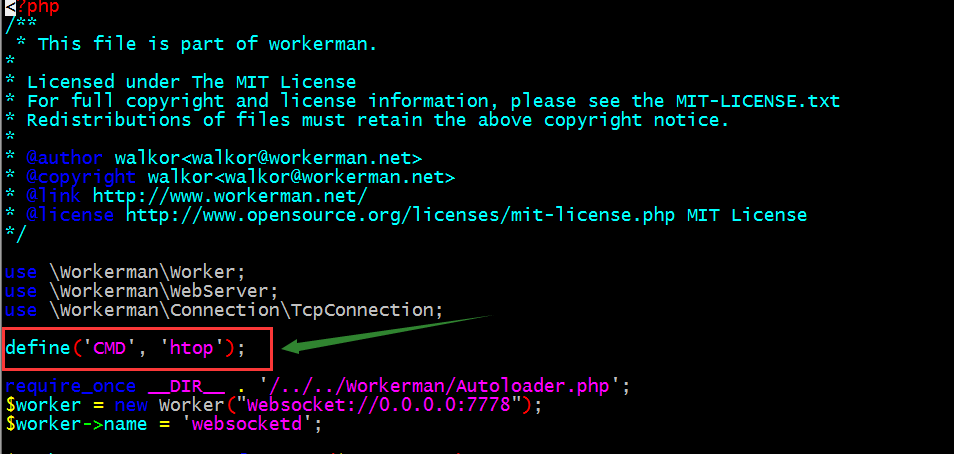 <?php
/**
 * This file is part of workerman.
*
* Licensed under The MIT License
* For full copyright and license information, please see the MIT-LICENSE.txt
* Redistributions of files must retain the above copyright notice.
*
* @author walkor<walkor@workerman.net>
* @copyright walkor<walkor@workerman.net>
* @link http://www.workerman.net/
* @license http://www.opensource.org/licenses/mit-license.php MIT License
*/
use \Workerman\Worker;
use \Workerman\WebServer;
use \Workerman\Connection\TcpConnection;
define('CMD', 'htop');
require_once __DIR__ . '/../../Workerman/Autoloader.php';
$worker = new Worker("Websocket://0.0.0.0:7778");
$worker->name = 'websocketd';